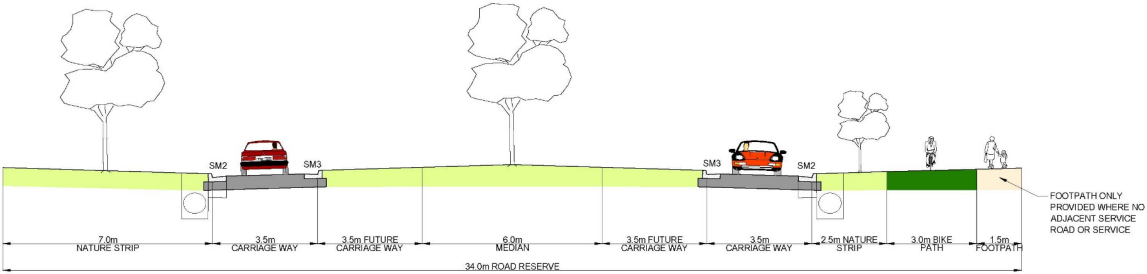 SM2
SM3
SM3
SM2
FOOTPATH ONLY
PROVIDED WHERE NO
ADJACENT SERVICE
ROAD OR SERVICE
7.0m
NATURE STRIP
3.5m
CARRIAGE WAY
3.5m FUTURE
CARRIAGE WAY
6.0m
MEDIAN
3.5m FUTURE
CARRIAGE WAY
3.5m
CARRIAGE WAY
2.5m NATURE
STRIP
3.0m BIKE
PATH
1.5m
FOOTPATH
34.0m ROAD RESERVE